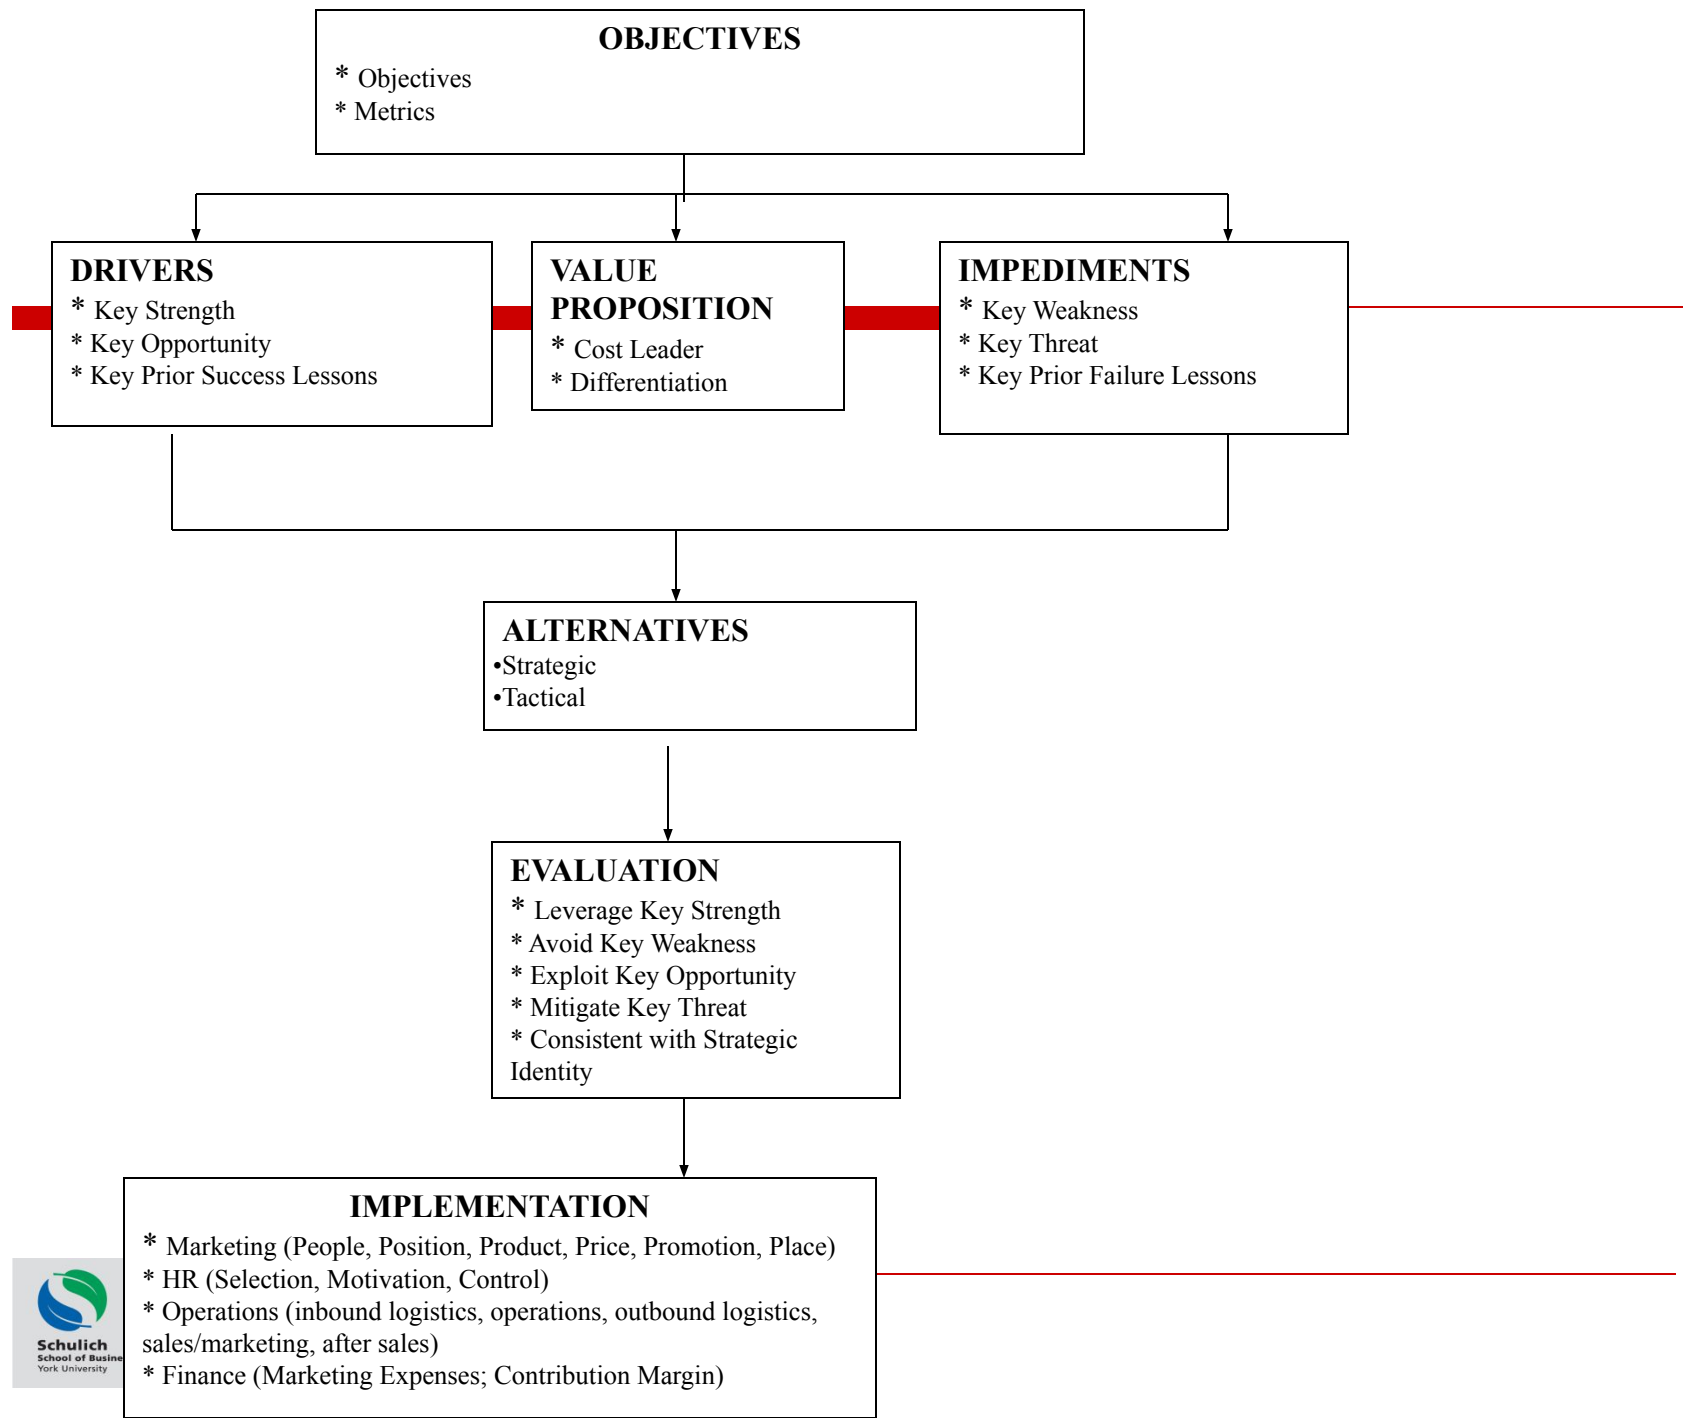 OBJECTIVES
* Objectives
* Metrics
DRIVERS
* Key Strength
* Key Opportunity
* Key Prior Success Lessons
VALUE
PROPOSITION
* Cost Leader
* Differentiation
IMPEDIMENTS
* Key Weakness
* Key Threat
* Key Prior Failure Lessons
ALTERNATIVES
•Strategic
•Tactical
EVALUATION
* Leverage Key Strength
* Avoid Key Weakness
* Exploit Key Opportunity
* Mitigate Key Threat
* Consistent with Strategic
Identity
IMPLEMENTATION
* Marketing (People, Position, Product, Price, Promotion, Place)
* HR (Selection, Motivation, Control)
* Operations (inbound logistics, operations, outbound logistics,
sales/marketing, after sales)
* Finance (Marketing Expenses; Contribution Margin)
Schulich
School of Busine
York University